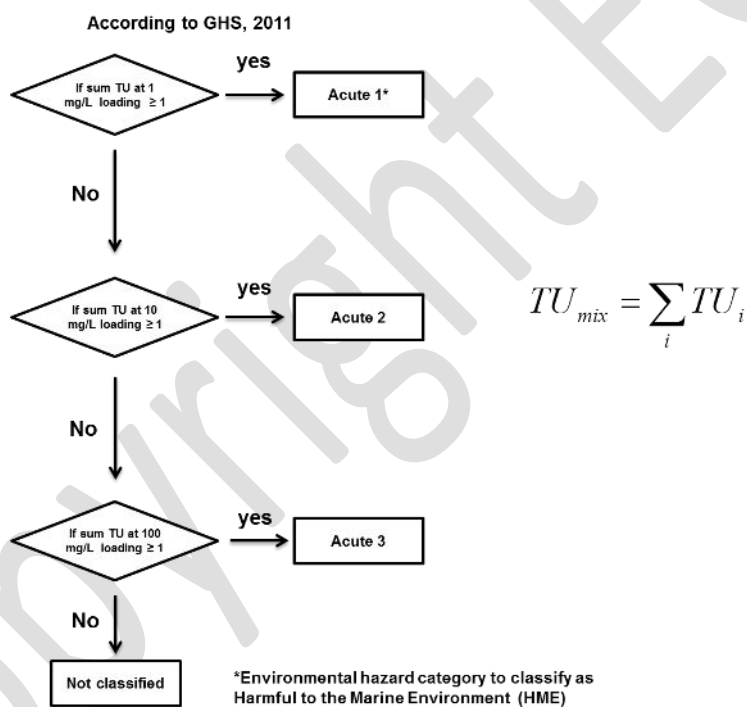 According to GHS, 2011
If sum TU at 1
mg/L loading ≥ 1
yes
Acute 1*
No
If sum TU at 10
mg/L loading ≥ 1
yes
Acute 2
TU_mix = ∑_i TU_i
No
If sum TU at 100
mg/L loading ≥ 1
yes
Acute 3
No
Not classified
*Environmental hazard category to classify as
Harmful to the Marine Environment (HME)